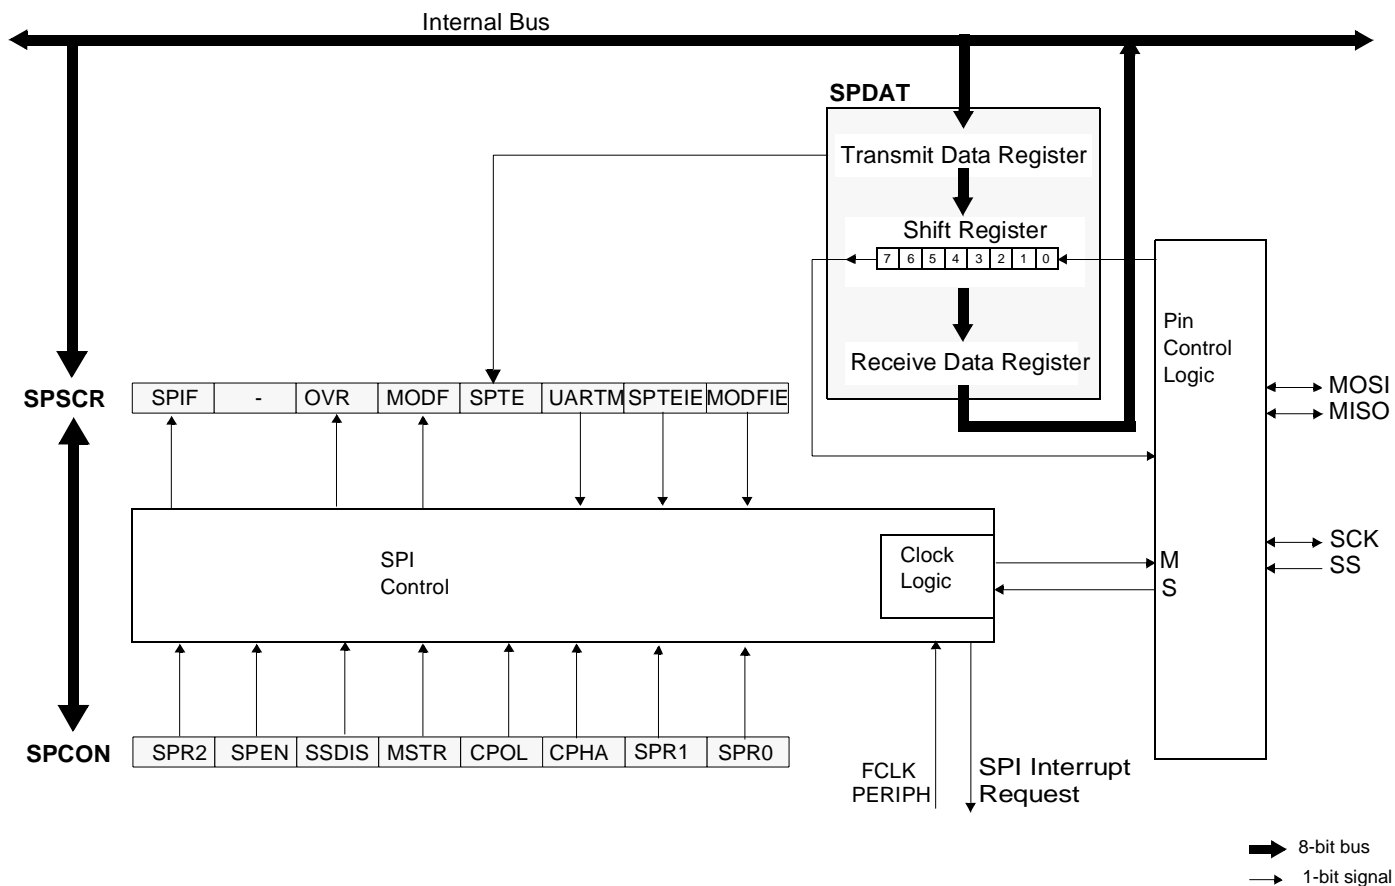 Internal Bus
SPDAT
Transmit Data Register
Shift Register
7 6 5 4 3 2 1 0
Receive Data Register
Pin
Control
Logic
MOSI
MISO
SCK
SS
SPSCR
SPIF - OVR MODF SPTE UARTM SPTEIE MODFIE
SPI
Control
Clock
Logic
M
S
SPCON
SPR2 SPEN SSDIS MSTR CPOL CPHA SPR1 SPR0
FCLK
PERIPH
SPI Interrupt
Request
8-bit bus
1-bit signal